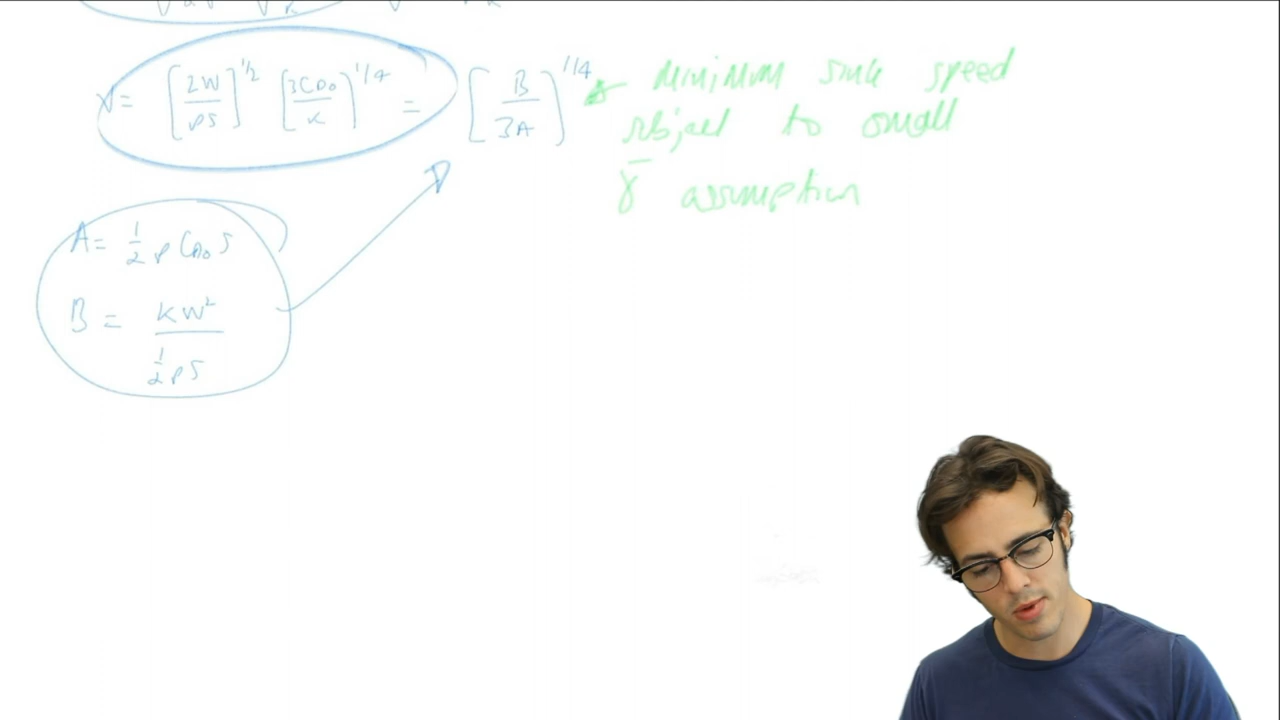 V = [2W/ρS]^1/2 [3CD₀/K]^1/4 = [B/3A]^1/4
minimum sink speed
subject to small
γ̄ assumption
A = 1/2 ρ CD₀ S
B = KW²/(1/2 ρS)